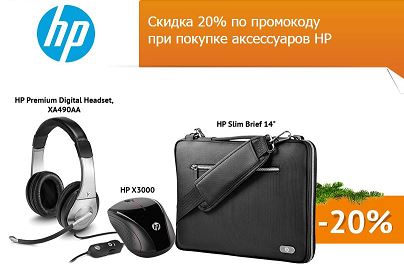 hp
Скидка 20% по промокоду
при покупке аксессуаров HP
HP Premium Digital Headset,
XA490AA
HP Slim Brief 14"
HP X3000
-20%